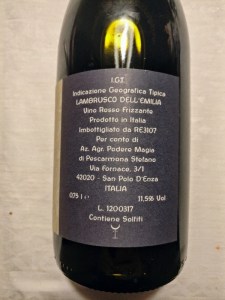 I.G.T.
Indicazione Geografica Tipica
LAMBRUSCO DELL'EMILIA
Vino Rosso Frizzante
Prodotto in Italia
Imbottigliato da RE3107
Per conto di
Az. Agr. Podere Magia
di Pescarmona Stefano
Via Fornace, 3/1
42020 - San Polo D'Enza
ITALIA
0,75 l e 11,5% Vol
L. 1200317
Contiene Solfiti